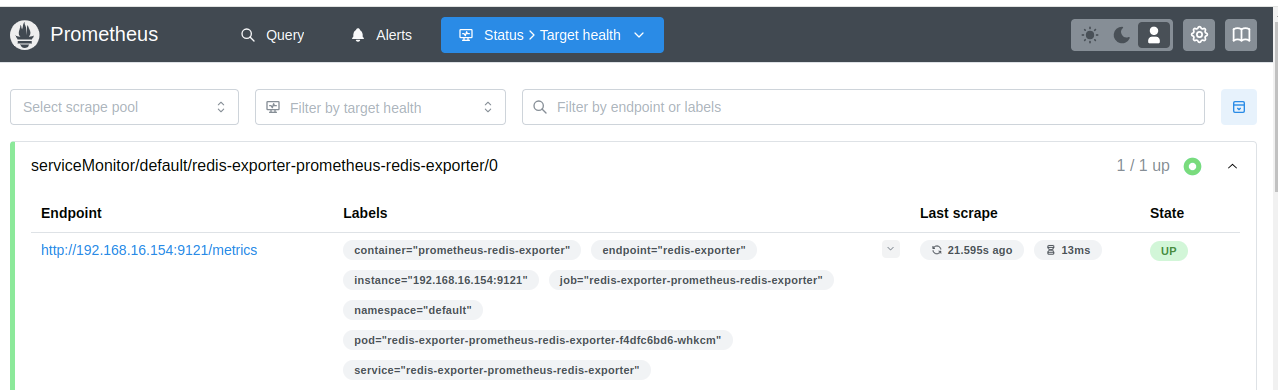 Prometheus Query Alerts Status > Target health
Select scrape pool Filter by target health Filter by endpoint or labels
serviceMonitor/default/redis-exporter-prometheus-redis-exporter/0 1 / 1 up
Endpoint Labels Last scrape State
http://192.168.16.154:9121/metrics container="prometheus-redis-exporter" endpoint="redis-exporter" 21.595s ago 13ms UP
instance="192.168.16.154:9121" job="redis-exporter-prometheus-redis-exporter"
namespace="default"
pod="redis-exporter-prometheus-redis-exporter-f4dfc6bd6-whkcm"
service="redis-exporter-prometheus-redis-exporter"